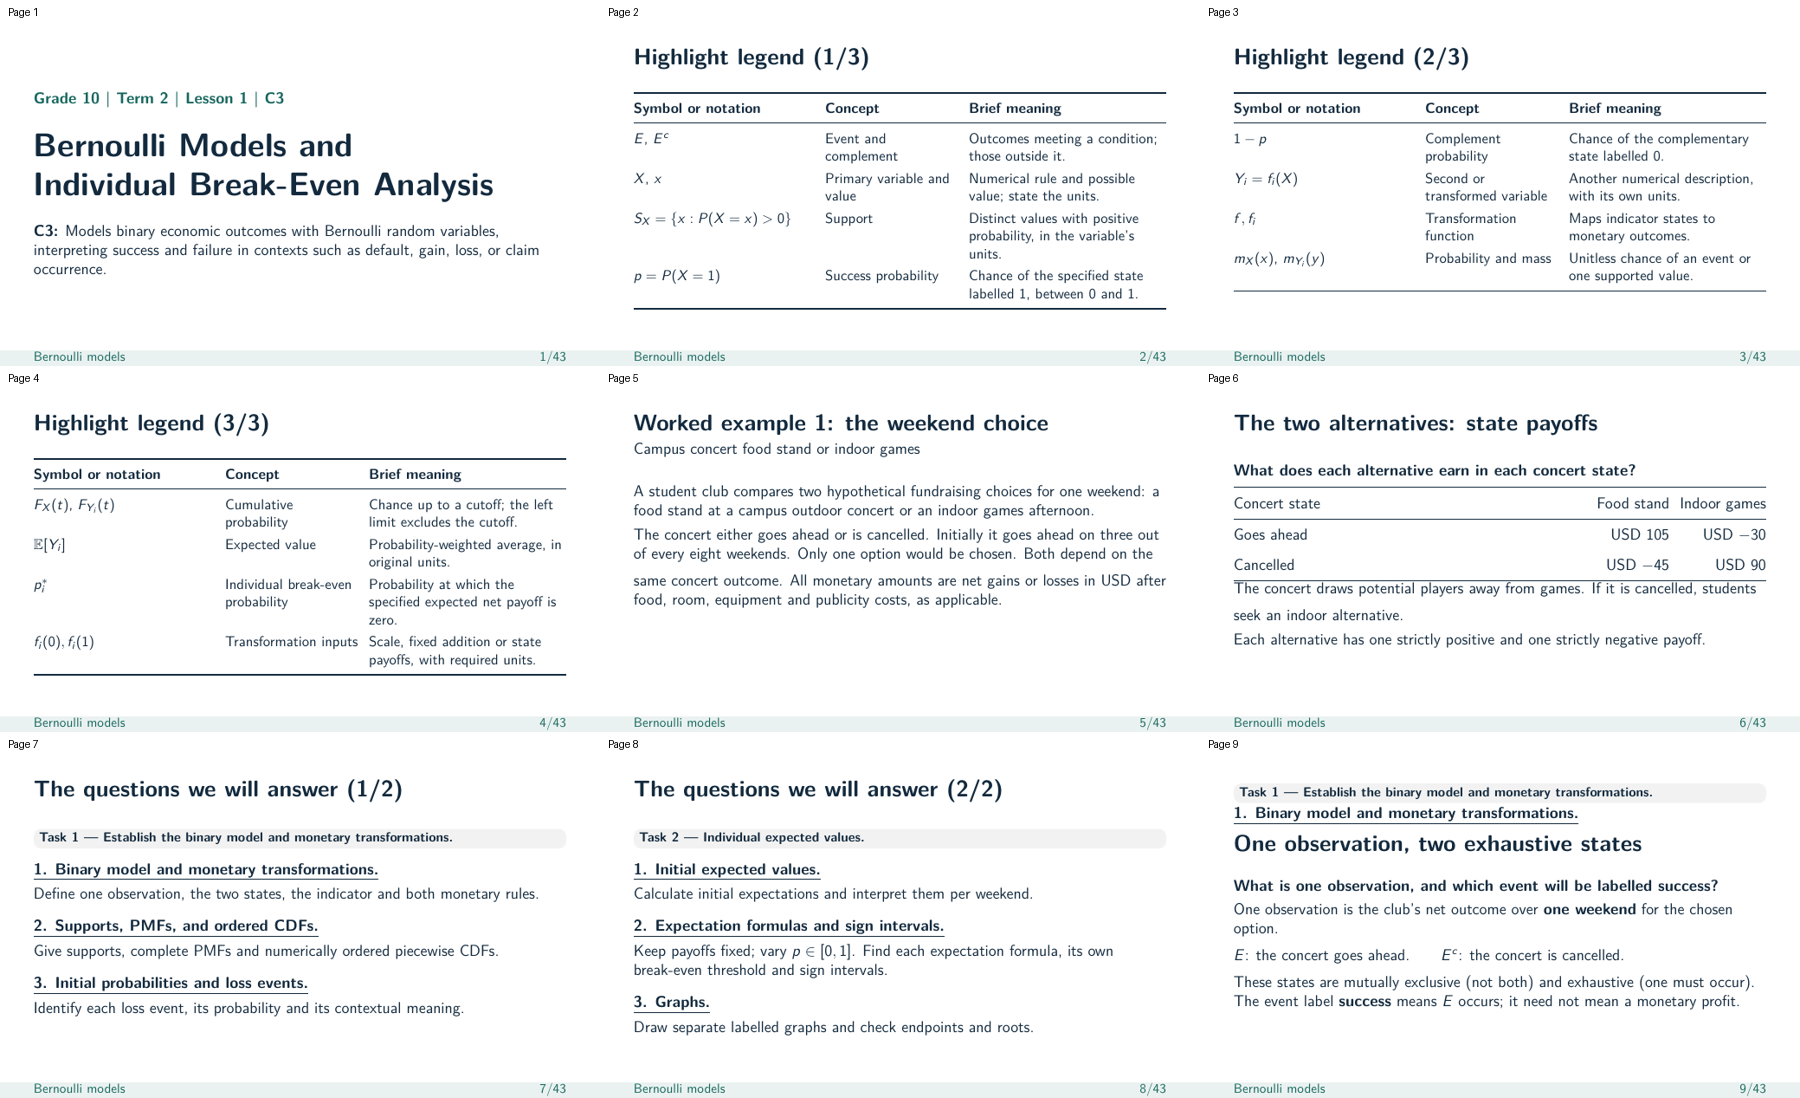 Page 1
Grade 10 | Term 2 | Lesson 1 | C3
Bernoulli Models and
Individual Break-Even Analysis
C3: Models binary economic outcomes with Bernoulli random variables,
interpreting success and failure in contexts such as default, gain, loss, or claim
occurrence.
Bernoulli models 1/43
Page 2
Highlight legend (1/3)
Symbol or notation Concept Brief meaning
E, Eᶜ Event and Outcomes meeting a condition;
complement those outside it.
X, x Primary variable and Numerical rule and possible
value value; state the units.
S_X = {x : P(X = x) > 0} Support Distinct values with positive
probability, in the variable's
units.
p = P(X = 1) Success probability Chance of the specified state
labelled 1, between 0 and 1.
Bernoulli models 2/43
Page 3
Highlight legend (2/3)
Symbol or notation Concept Brief meaning
1 − p Complement Chance of the complementary
probability state labelled 0.
Y_i = f_i(X) Second or Another numerical description,
transformed variable with its own units.
f, f_i Transformation Maps indicator states to
function monetary outcomes.
m_X(x), m_{Y_i}(y) Probability and mass Unitless chance of an event or
one supported value.
Bernoulli models 3/43
Page 4
Highlight legend (3/3)
Symbol or notation Concept Brief meaning
F_X(t), F_{Y_i}(t) Cumulative Chance up to a cutoff; the left
probability limit excludes the cutoff.
𝔼[Y_i] Expected value Probability-weighted average, in
original units.
p_i^* Individual break-even Probability at which the
probability specified expected net payoff is
zero.
f_i(0), f_i(1) Transformation inputs Scale, fixed addition or state
payoffs, with required units.
Bernoulli models 4/43
Page 5
Worked example 1: the weekend choice
Campus concert food stand or indoor games
A student club compares two hypothetical fundraising choices for one weekend: a
food stand at a campus outdoor concert or an indoor games afternoon.
The concert either goes ahead or is cancelled. Initially it goes ahead on three out
of every eight weekends. Only one option would be chosen. Both depend on the
same concert outcome. All monetary amounts are net gains or losses in USD after
food, room, equipment and publicity costs, as applicable.
Bernoulli models 5/43
Page 6
The two alternatives: state payoffs
What does each alternative earn in each concert state?
Concert state Food stand Indoor games
Goes ahead USD 105 USD −30
Cancelled USD −45 USD 90
The concert draws potential players away from games. If it is cancelled, students
seek an indoor alternative.
Each alternative has one strictly positive and one strictly negative payoff.
Bernoulli models 6/43
Page 7
The questions we will answer (1/2)
Task 1 — Establish the binary model and monetary transformations.
1. Binary model and monetary transformations.
Define one observation, the two states, the indicator and both monetary rules.
2. Supports, PMFs, and ordered CDFs.
Give supports, complete PMFs and numerically ordered piecewise CDFs.
3. Initial probabilities and loss events.
Identify each loss event, its probability and its contextual meaning.
Bernoulli models 7/43
Page 8
The questions we will answer (2/2)
Task 2 — Individual expected values.
1. Initial expected values.
Calculate initial expectations and interpret them per weekend.
2. Expectation formulas and sign intervals.
Keep payoffs fixed; vary p ∈ [0, 1]. Find each expectation formula, its own
break-even threshold and sign intervals.
3. Graphs.
Draw separate labelled graphs and check endpoints and roots.
Bernoulli models 8/43
Page 9
Task 1 — Establish the binary model and monetary transformations.
1. Binary model and monetary transformations.
One observation, two exhaustive states
What is one observation, and which event will be labelled success?
One observation is the club's net outcome over one weekend for the chosen
option.
E: the concert goes ahead. Eᶜ: the concert is cancelled.
These states are mutually exclusive (not both) and exhaustive (one must occur).
The event label success means E occurs; it need not mean a monetary profit.
Bernoulli models 9/43